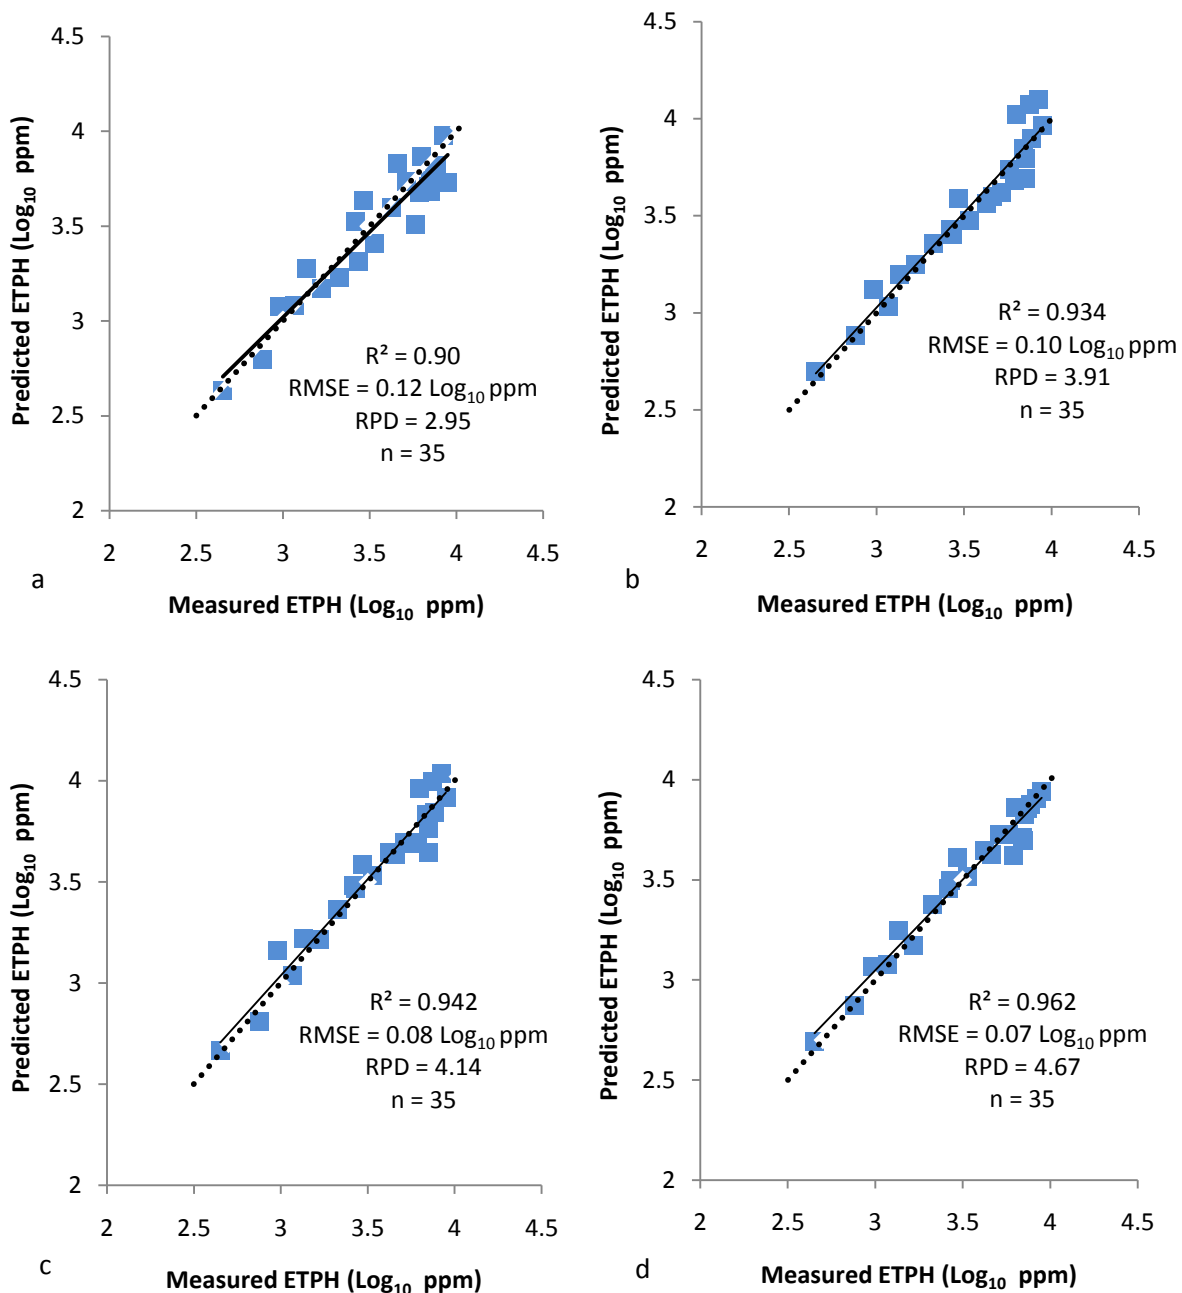 4.5
4
3.5
3
2.5
2
Predicted ETPH (Log10 ppm)
R² = 0.90
RMSE = 0.12 Log10 ppm
RPD = 2.95
n = 35
2 2.5 3 3.5 4 4.5
a
Measured ETPH (Log10 ppm)
4.5
4
3.5
3
2.5
2
Predicted ETPH (Log10 ppm)
R² = 0.934
RMSE = 0.10 Log10 ppm
RPD = 3.91
n = 35
2 2.5 3 3.5 4 4.5
b
Measured ETPH (Log10 ppm)
4.5
4
3.5
3
2.5
2
Predicted ETPH (Log10 ppm)
R² = 0.942
RMSE = 0.08 Log10 ppm
RPD = 4.14
n = 35
2 2.5 3 3.5 4 4.5
c
Measured ETPH (Log10 ppm)
4.5
4
3.5
3
2.5
2
Predicted ETPH (Log10 ppm)
R² = 0.962
RMSE = 0.07 Log10 ppm
RPD = 4.67
n = 35
2 2.5 3 3.5 4 4.5
d
Measured ETPH (Log10 ppm)